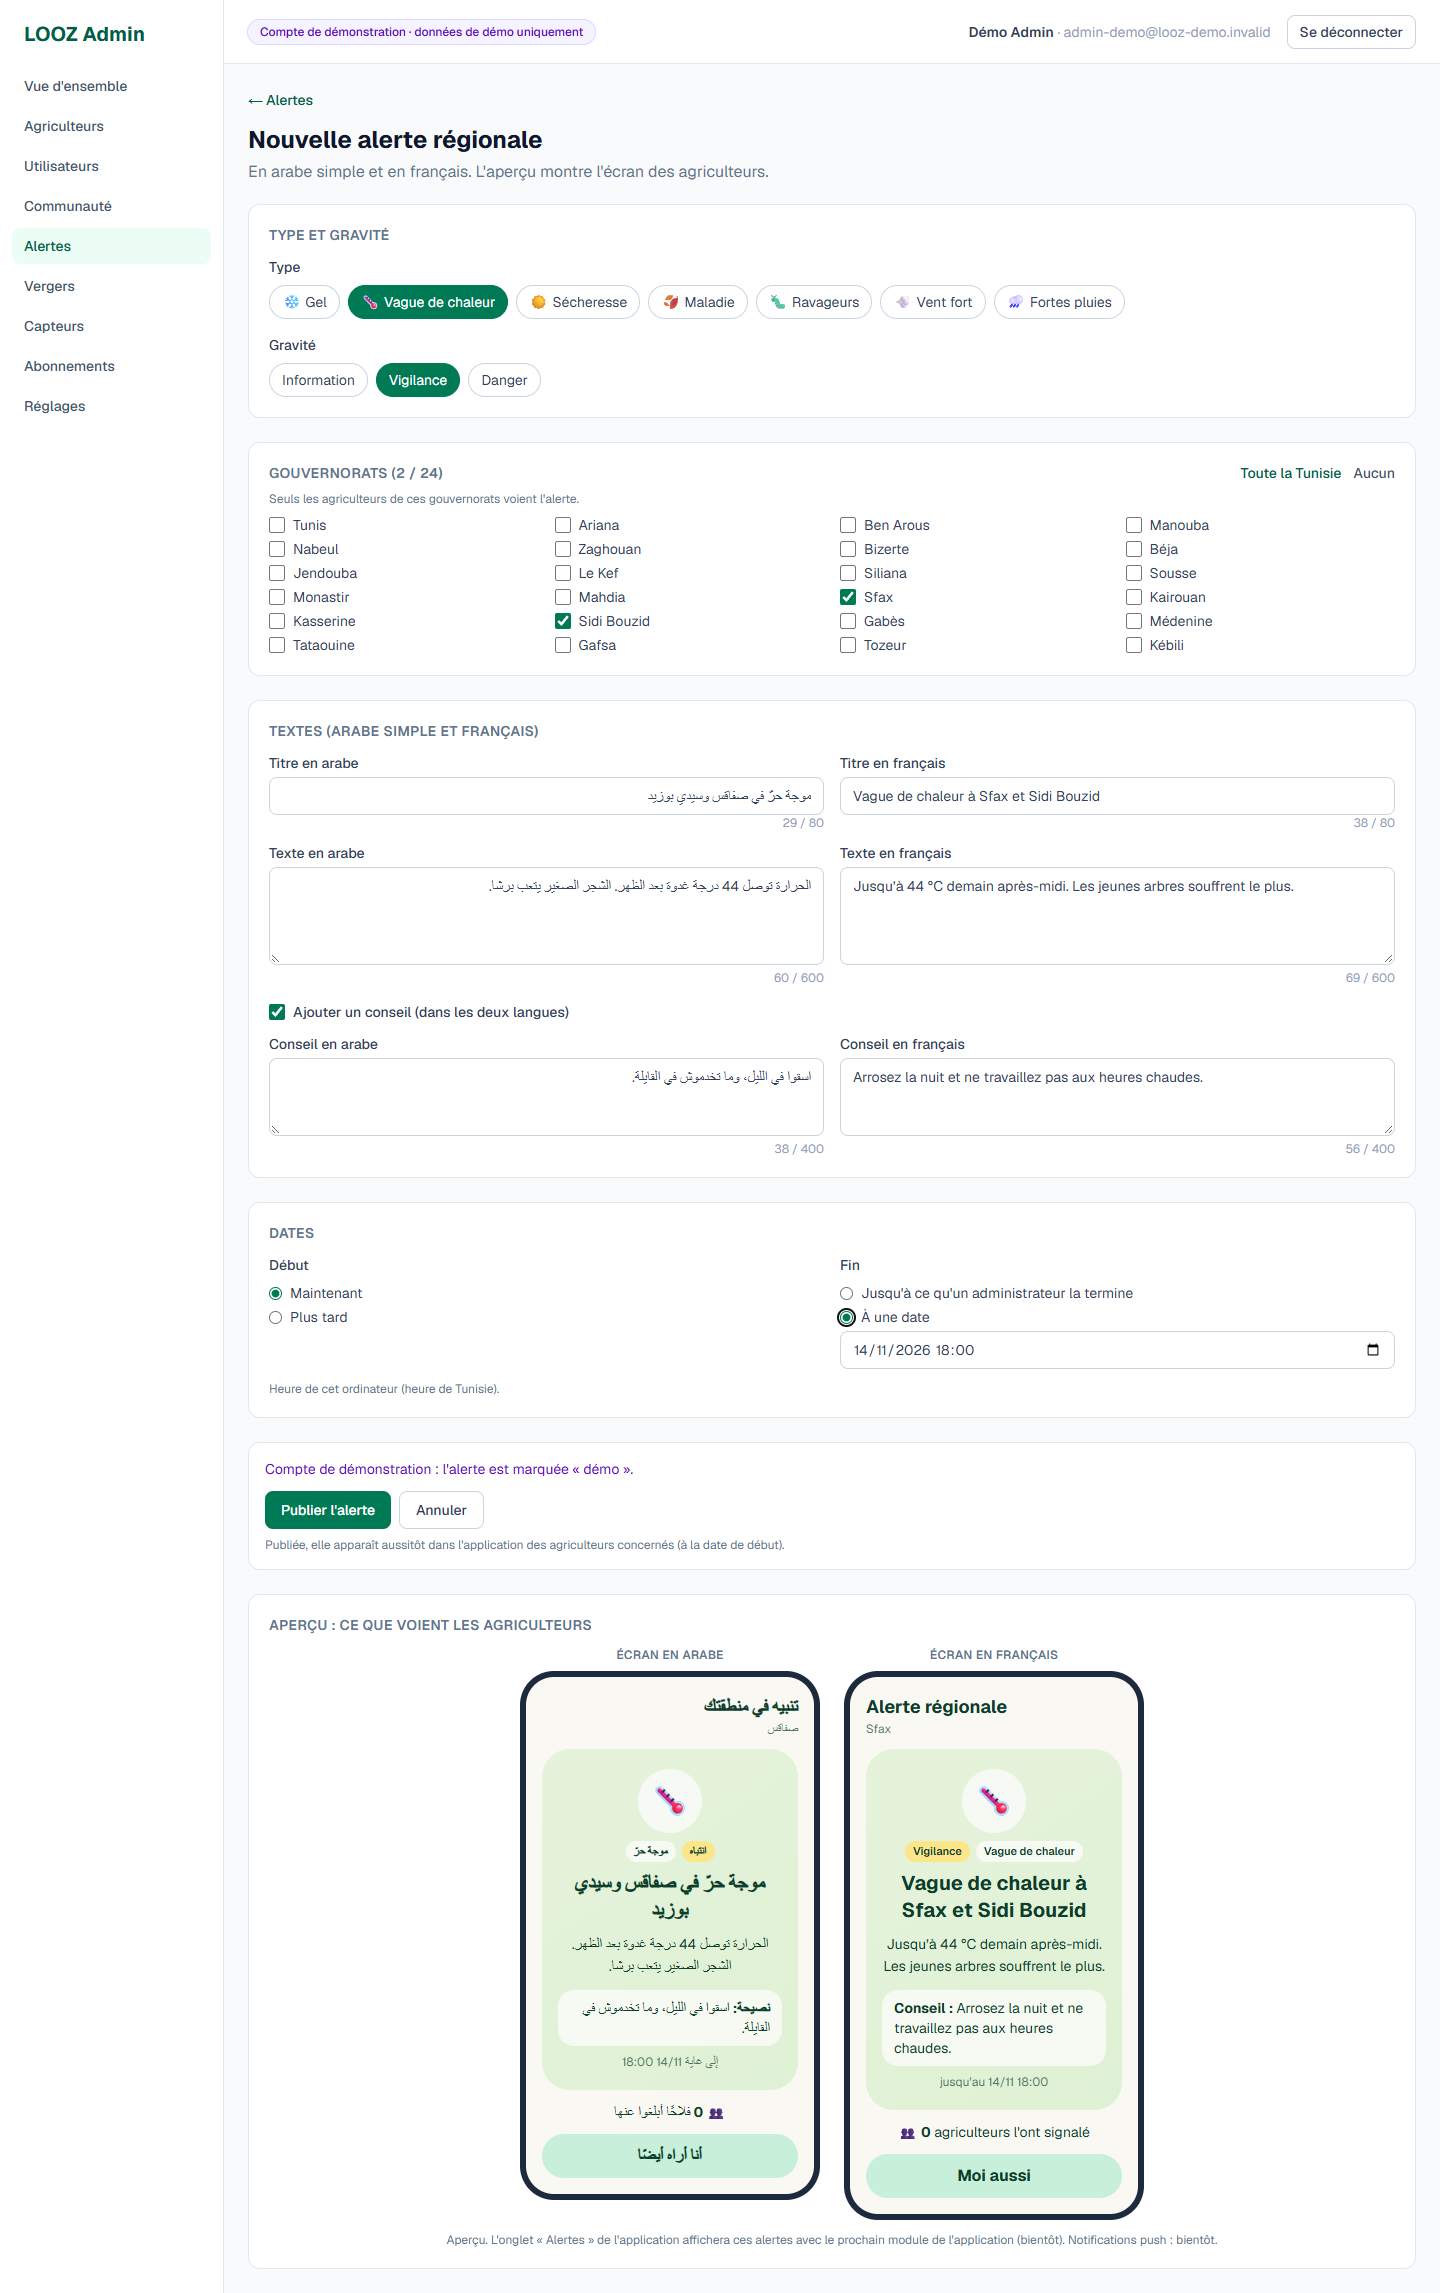 LOOZ Admin
Compte de démonstration · données de démo uniquement
Démo Admin · admin-demo@looz-demo.invalid
Se déconnecter
Vue d'ensemble
Agriculteurs
Utilisateurs
Communauté
Alertes
Vergers
Capteurs
Abonnements
Réglages
← Alertes
Nouvelle alerte régionale
En arabe simple et en français. L'aperçu montre l'écran des agriculteurs.
TYPE ET GRAVITÉ
Type
Gel
Vague de chaleur
Sécheresse
Maladie
Ravageurs
Vent fort
Fortes pluies
Gravité
Information
Vigilance
Danger
GOUVERNORATS (2 / 24)
Toute la Tunisie
Aucun
Seuls les agriculteurs de ces gouvernorats voient l'alerte.
Tunis
Ariana
Ben Arous
Manouba
Nabeul
Zaghouan
Bizerte
Béja
Jendouba
Le Kef
Siliana
Sousse
Monastir
Mahdia
Sfax
Kairouan
Kasserine
Sidi Bouzid
Gabès
Médenine
Tataouine
Gafsa
Tozeur
Kébili
TEXTES (ARABE SIMPLE ET FRANÇAIS)
Titre en arabe
موجة حرّ في صفاقس وسيدي بوزيد
29 / 80
Titre en français
Vague de chaleur à Sfax et Sidi Bouzid
38 / 80
Texte en arabe
الحرارة توصل 44 درجة غدوة بعد الظهر. الشجر الصغير يتعب برشا.
60 / 600
Texte en français
Jusqu'à 44 °C demain après-midi. Les jeunes arbres souffrent le plus.
69 / 600
Ajouter un conseil (dans les deux langues)
Conseil en arabe
اسقوا في الليل، وما تخدموش في القايلة.
38 / 400
Conseil en français
Arrosez la nuit et ne travaillez pas aux heures chaudes.
56 / 400
DATES
Début
Maintenant
Plus tard
Fin
Jusqu'à ce qu'un administrateur la termine
À une date
14/11/2026 18:00
Heure de cet ordinateur (heure de Tunisie).
Compte de démonstration : l'alerte est marquée « démo ».
Publier l'alerte
Annuler
Publiée, elle apparaît aussitôt dans l'application des agriculteurs concernés (à la date de début).
APERÇU : CE QUE VOIENT LES AGRICULTEURS
ÉCRAN EN ARABE
تنبيه في منطقتك
صفاقس
انتباه
موجة حرّ
موجة حرّ في صفاقس وسيدي
بوزيد
الحرارة توصل 44 درجة غدوة بعد الظهر.
الشجر الصغير يتعب برشا.
نصيحة: اسقوا في الليل، وما تخدموش في
القايلة.
إلى غاية 14/11 18:00
0 فلاحًا أبلغوا عنها
أنا أراه أيضًا
ÉCRAN EN FRANÇAIS
Alerte régionale
Sfax
Vigilance
Vague de chaleur
Vague de chaleur à
Sfax et Sidi Bouzid
Jusqu'à 44 °C demain après-midi.
Les jeunes arbres souffrent le plus.
Conseil : Arrosez la nuit et ne
travaillez pas aux heures
chaudes.
jusqu'au 14/11 18:00
0 agriculteurs l'ont signalé
Moi aussi
Aperçu. L'onglet « Alertes » de l'application affichera ces alertes avec le prochain module de l'application (bientôt). Notifications push : bientôt.